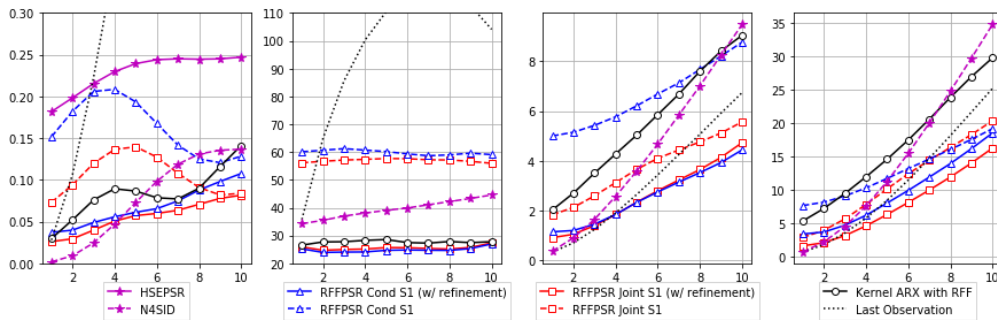 0.30
0.25
0.20
0.15
0.10
0.05
0.00
2 4 6 8 10
110
100
90
80
70
60
50
40
30
20
2 4 6 8 10
8
6
4
2
0
2 4 6 8 10
35
30
25
20
15
10
5
0
2 4 6 8 10
HSEPSR
N4SID
RFFPSR Cond S1 (w/ refinement)
RFFPSR Cond S1
RFFPSR Joint S1 (w/ refinement)
RFFPSR Joint S1
Kernel ARX with RFF
Last Observation